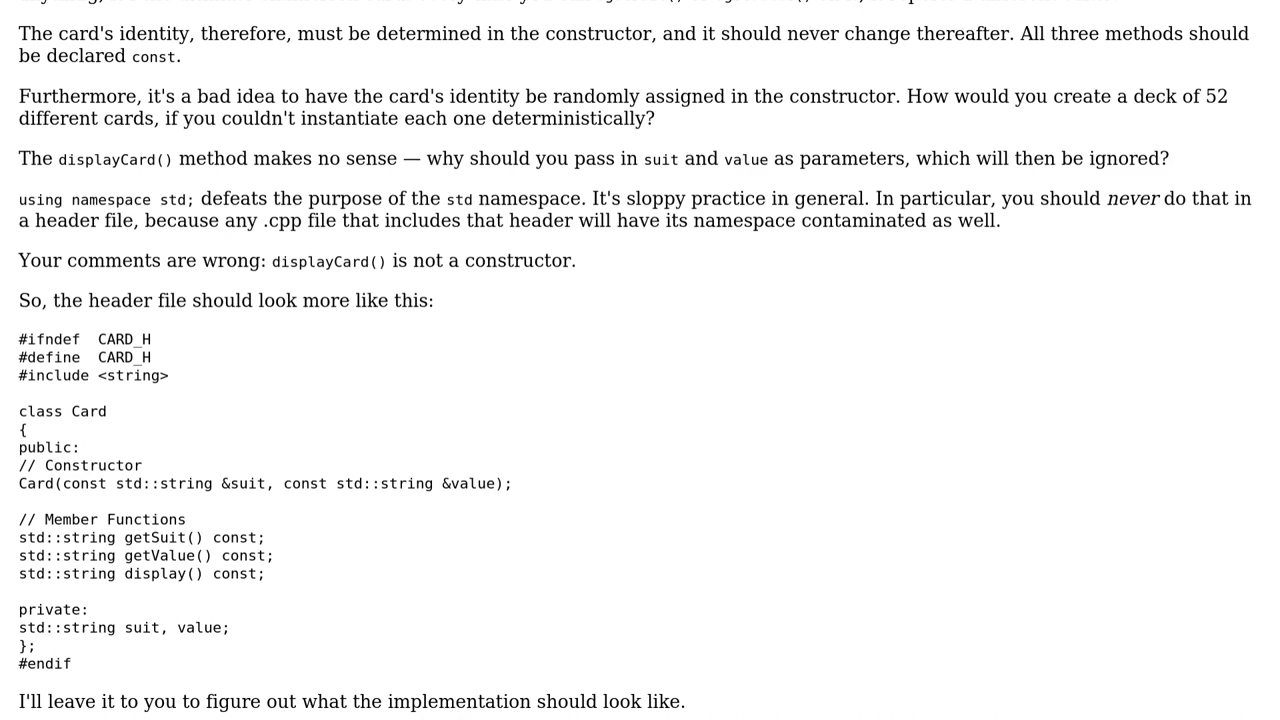 The card's identity, therefore, must be determined in the constructor, and it should never change thereafter. All three methods should
be declared const.
Furthermore, it's a bad idea to have the card's identity be randomly assigned in the constructor. How would you create a deck of 52
different cards, if you couldn't instantiate each one deterministically?
The displayCard() method makes no sense — why should you pass in suit and value as parameters, which will then be ignored?
using namespace std; defeats the purpose of the std namespace. It's sloppy practice in general. In particular, you should never do that in
a header file, because any .cpp file that includes that header will have its namespace contaminated as well.
Your comments are wrong: displayCard() is not a constructor.
So, the header file should look more like this:
#ifndef  CARD_H
#define  CARD_H
#include <string>
class Card
{
public:
// Constructor
Card(const std::string &suit, const std::string &value);
// Member Functions
std::string getSuit() const;
std::string getValue() const;
std::string display() const;
private:
std::string suit, value;
};
#endif
I'll leave it to you to figure out what the implementation should look like.